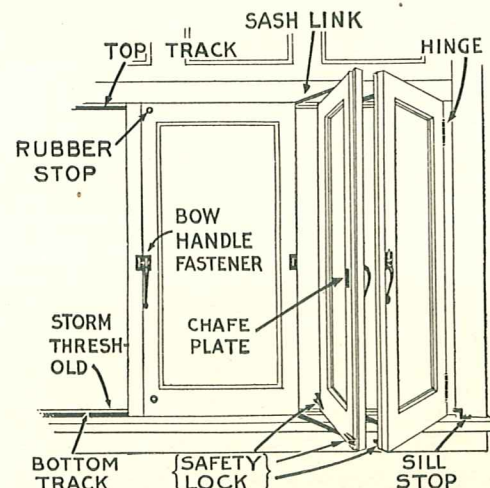 SASH LINK
TOP TRACK
HINGE
RUBBER
STOP
BOW
HANDLE
FASTENER
STORM
THRESH-
OLD
CHAFE
PLATE
BOTTOM
TRACK
{SAFETY}
{LOCK}
SILL
STOP